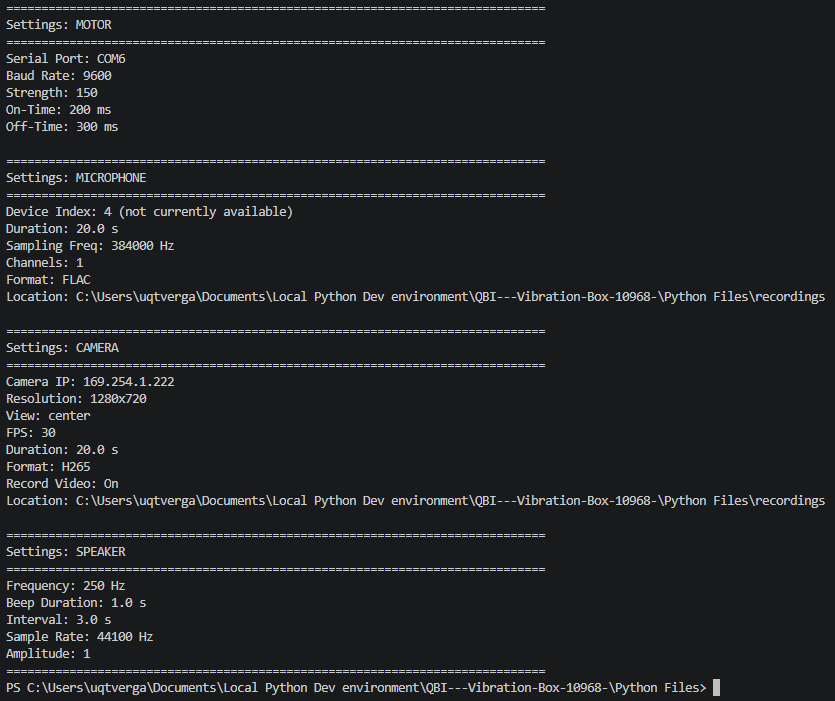 =============================================================================
Settings: MOTOR
=============================================================================
Serial Port: COM6
Baud Rate: 9600
Strength: 150
On-Time: 200 ms
Off-Time: 300 ms
=============================================================================
Settings: MICROPHONE
=============================================================================
Device Index: 4 (not currently available)
Duration: 20.0 s
Sampling Freq: 384000 Hz
Channels: 1
Format: FLAC
Location: C:\Users\uqtverga\Documents\Local Python Dev environment\QBI---Vibration-Box-10968-\Python Files\recordings
=============================================================================
Settings: CAMERA
=============================================================================
Camera IP: 169.254.1.222
Resolution: 1280x720
View: center
FPS: 30
Duration: 20.0 s
Format: H265
Record Video: On
Location: C:\Users\uqtverga\Documents\Local Python Dev environment\QBI---Vibration-Box-10968-\Python Files\recordings
=============================================================================
Settings: SPEAKER
=============================================================================
Frequency: 250 Hz
Beep Duration: 1.0 s
Interval: 3.0 s
Sample Rate: 44100 Hz
Amplitude: 1
=============================================================================
PS C:\Users\uqtverga\Documents\Local Python Dev environment\QBI---Vibration-Box-10968-\Python Files>